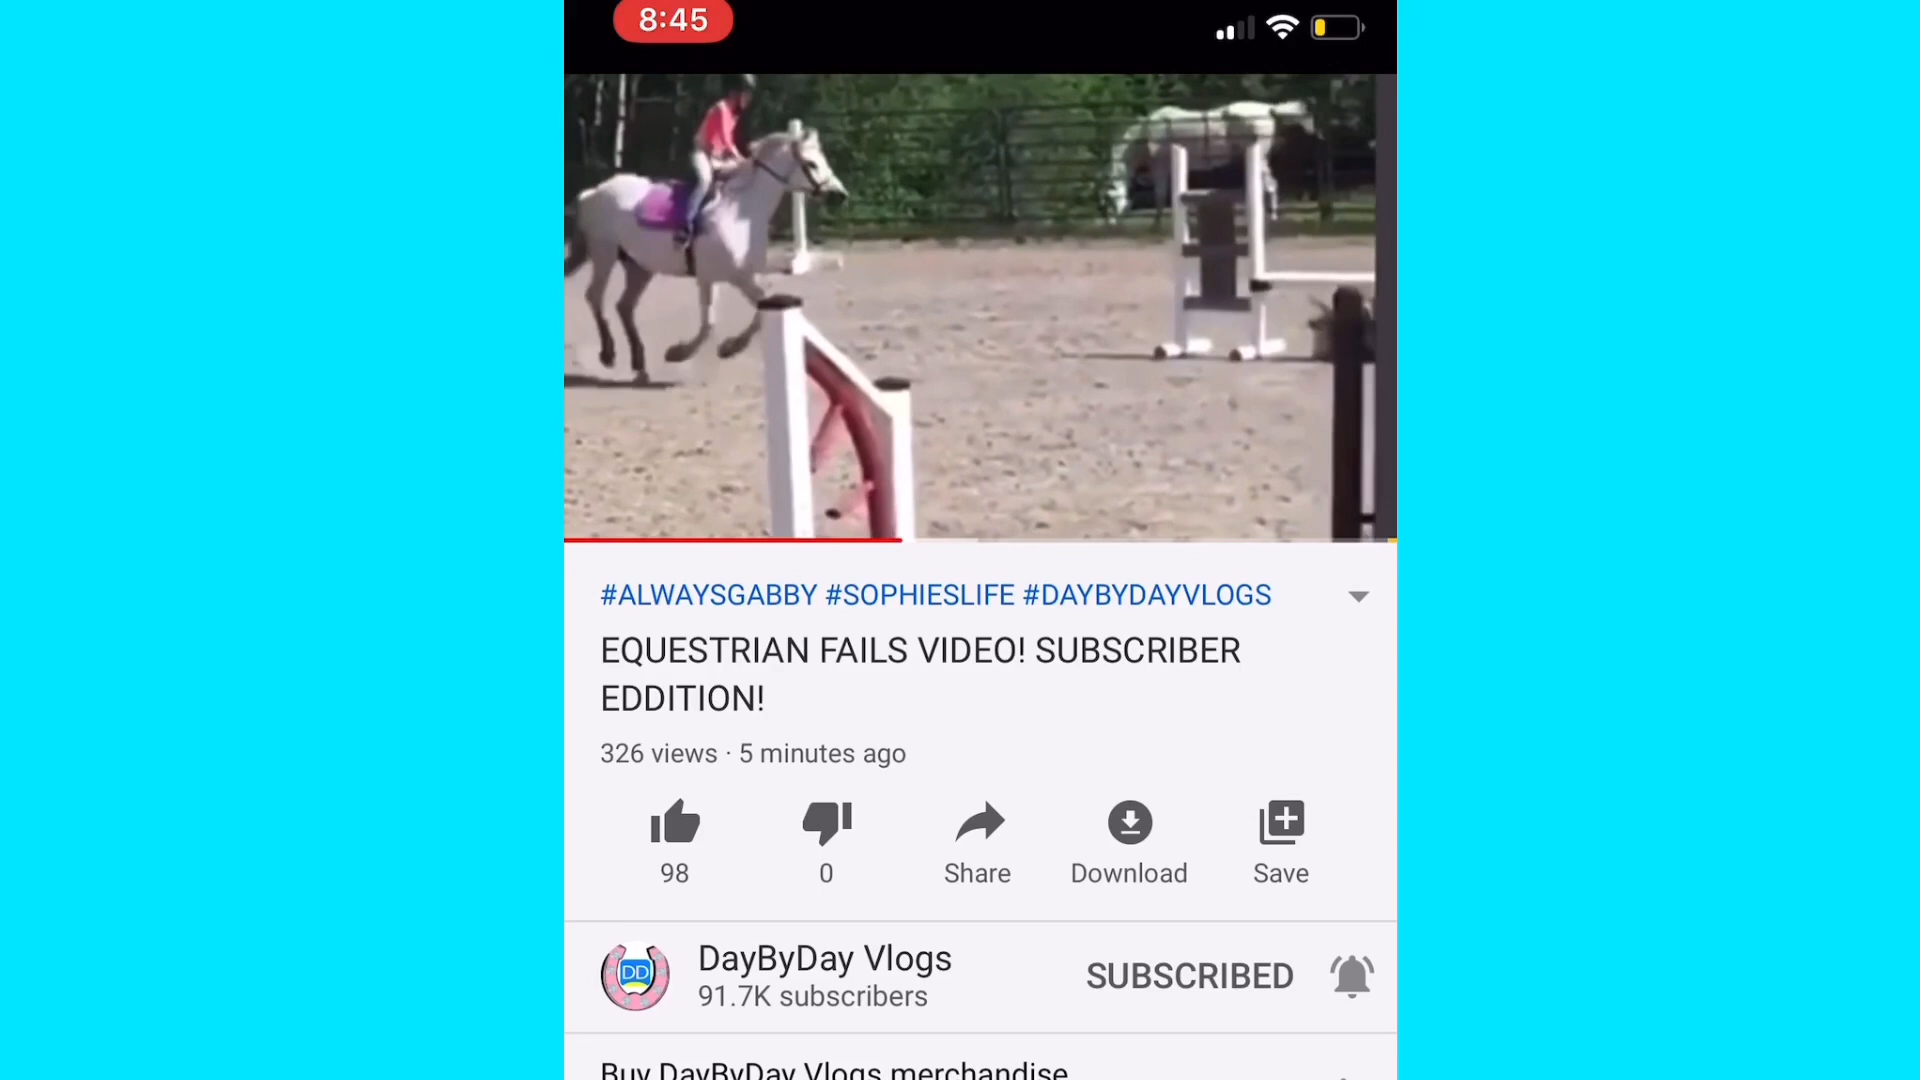 8:45
#ALWAYSGABBY #SOPHIESLIFE #DAYBYDAYVLOGS
EQUESTRIAN FAILS VIDEO! SUBSCRIBER
EDDITION!
326 views · 5 minutes ago
98 0 Share Download Save
DD
DayByDay Vlogs
91.7K subscribers
SUBSCRIBED
Buy DayByDay Vlogs merchandise